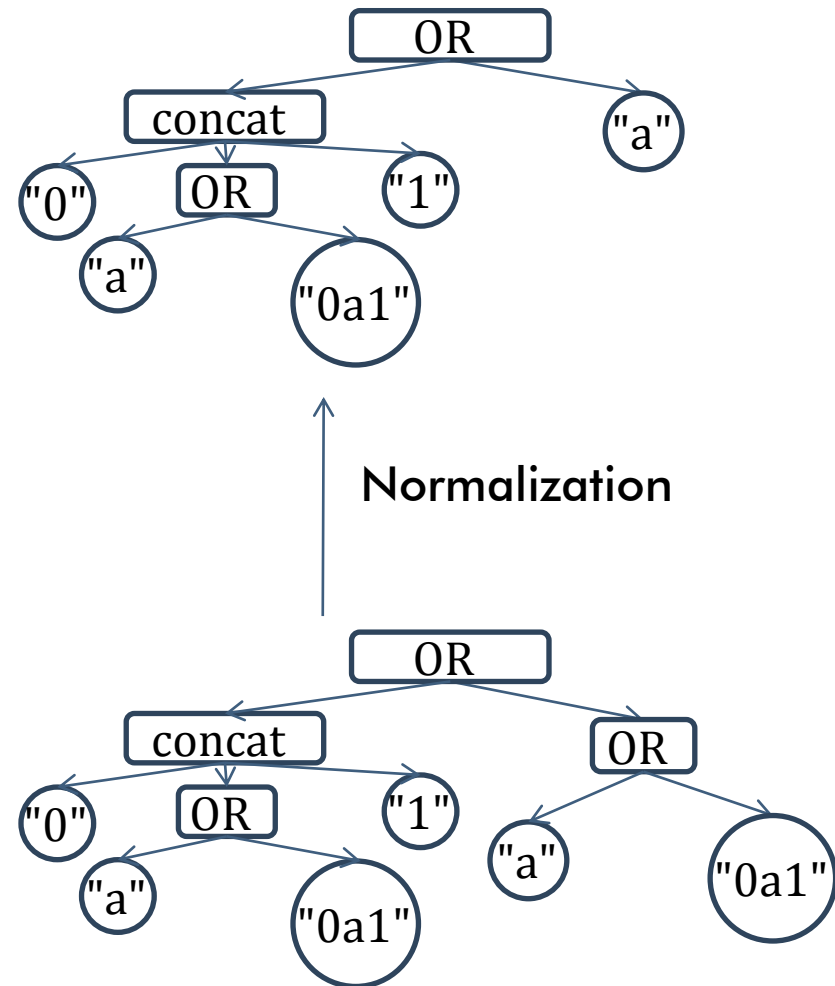 OR
concat
"a"
"0"
OR
"1"
"a"
"0a1"
Normalization
OR
concat
OR
"0"
OR
"1"
"a"
"0a1"
"a"
"0a1"